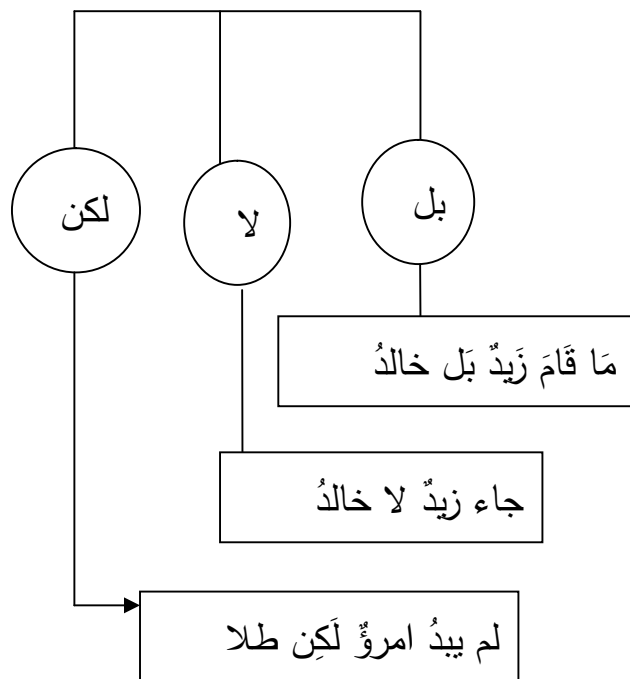 بل
لا
لكن
مَا قَامَ زَيدٌ بَل خالدُ
جاء زيدٌ لا خالدُ
لم يبدُ امرؤٌ لَكِن طلا